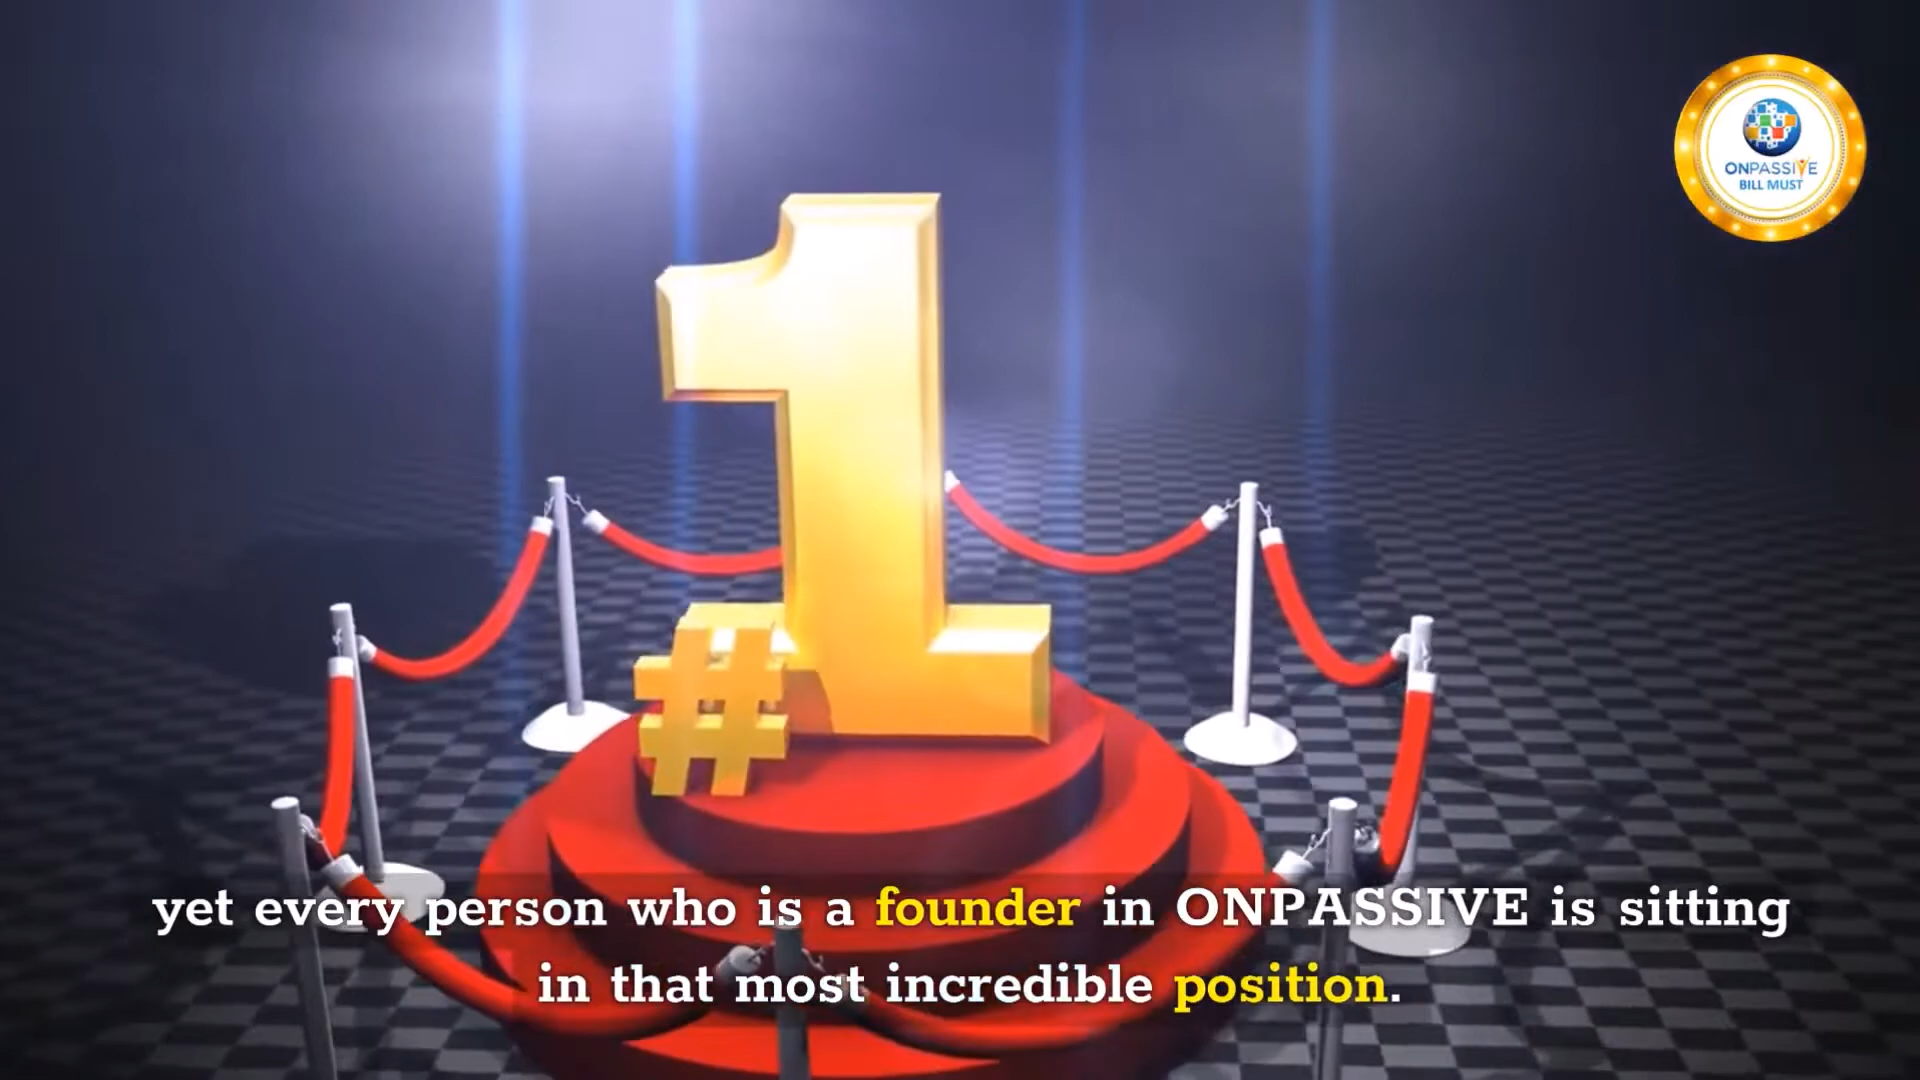 ONPASSIVE
BILL MUST
#1
yet every person who is a founder in ONPASSIVE is sitting
in that most incredible position.